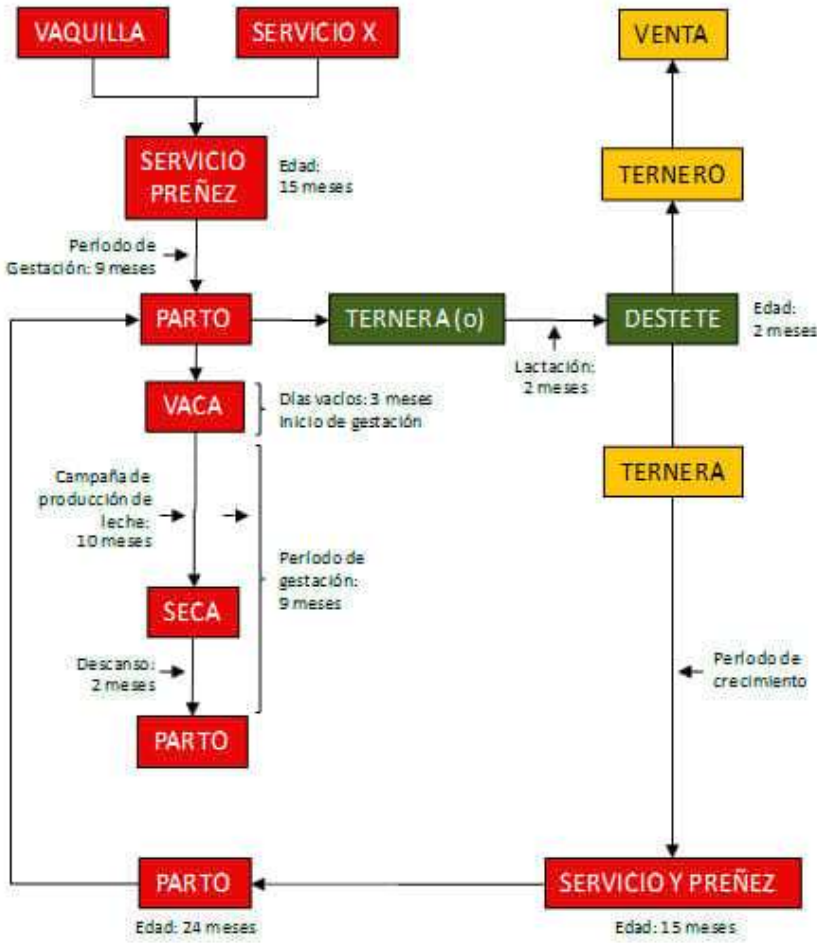 VAQUILLA
SERVICIO X
VENTA
SERVICIO
PREÑEZ
Edad:
15 meses
TERNERO
Período de
Gestación: 9 meses
PARTO
TERNERA (o)
DESTETE
Edad:
2 meses
Lactación:
2 meses
VACA
Días vacíos: 3 meses
Inicio de gestación
TERNERA
Campaña de
producción de
leche:
10 meses
Período de
gestación:
9 meses
SECA
Descanso:
2 meses
Período de
crecimiento
PARTO
PARTO
SERVICIO Y PREÑEZ
Edad: 24 meses
Edad: 15 meses